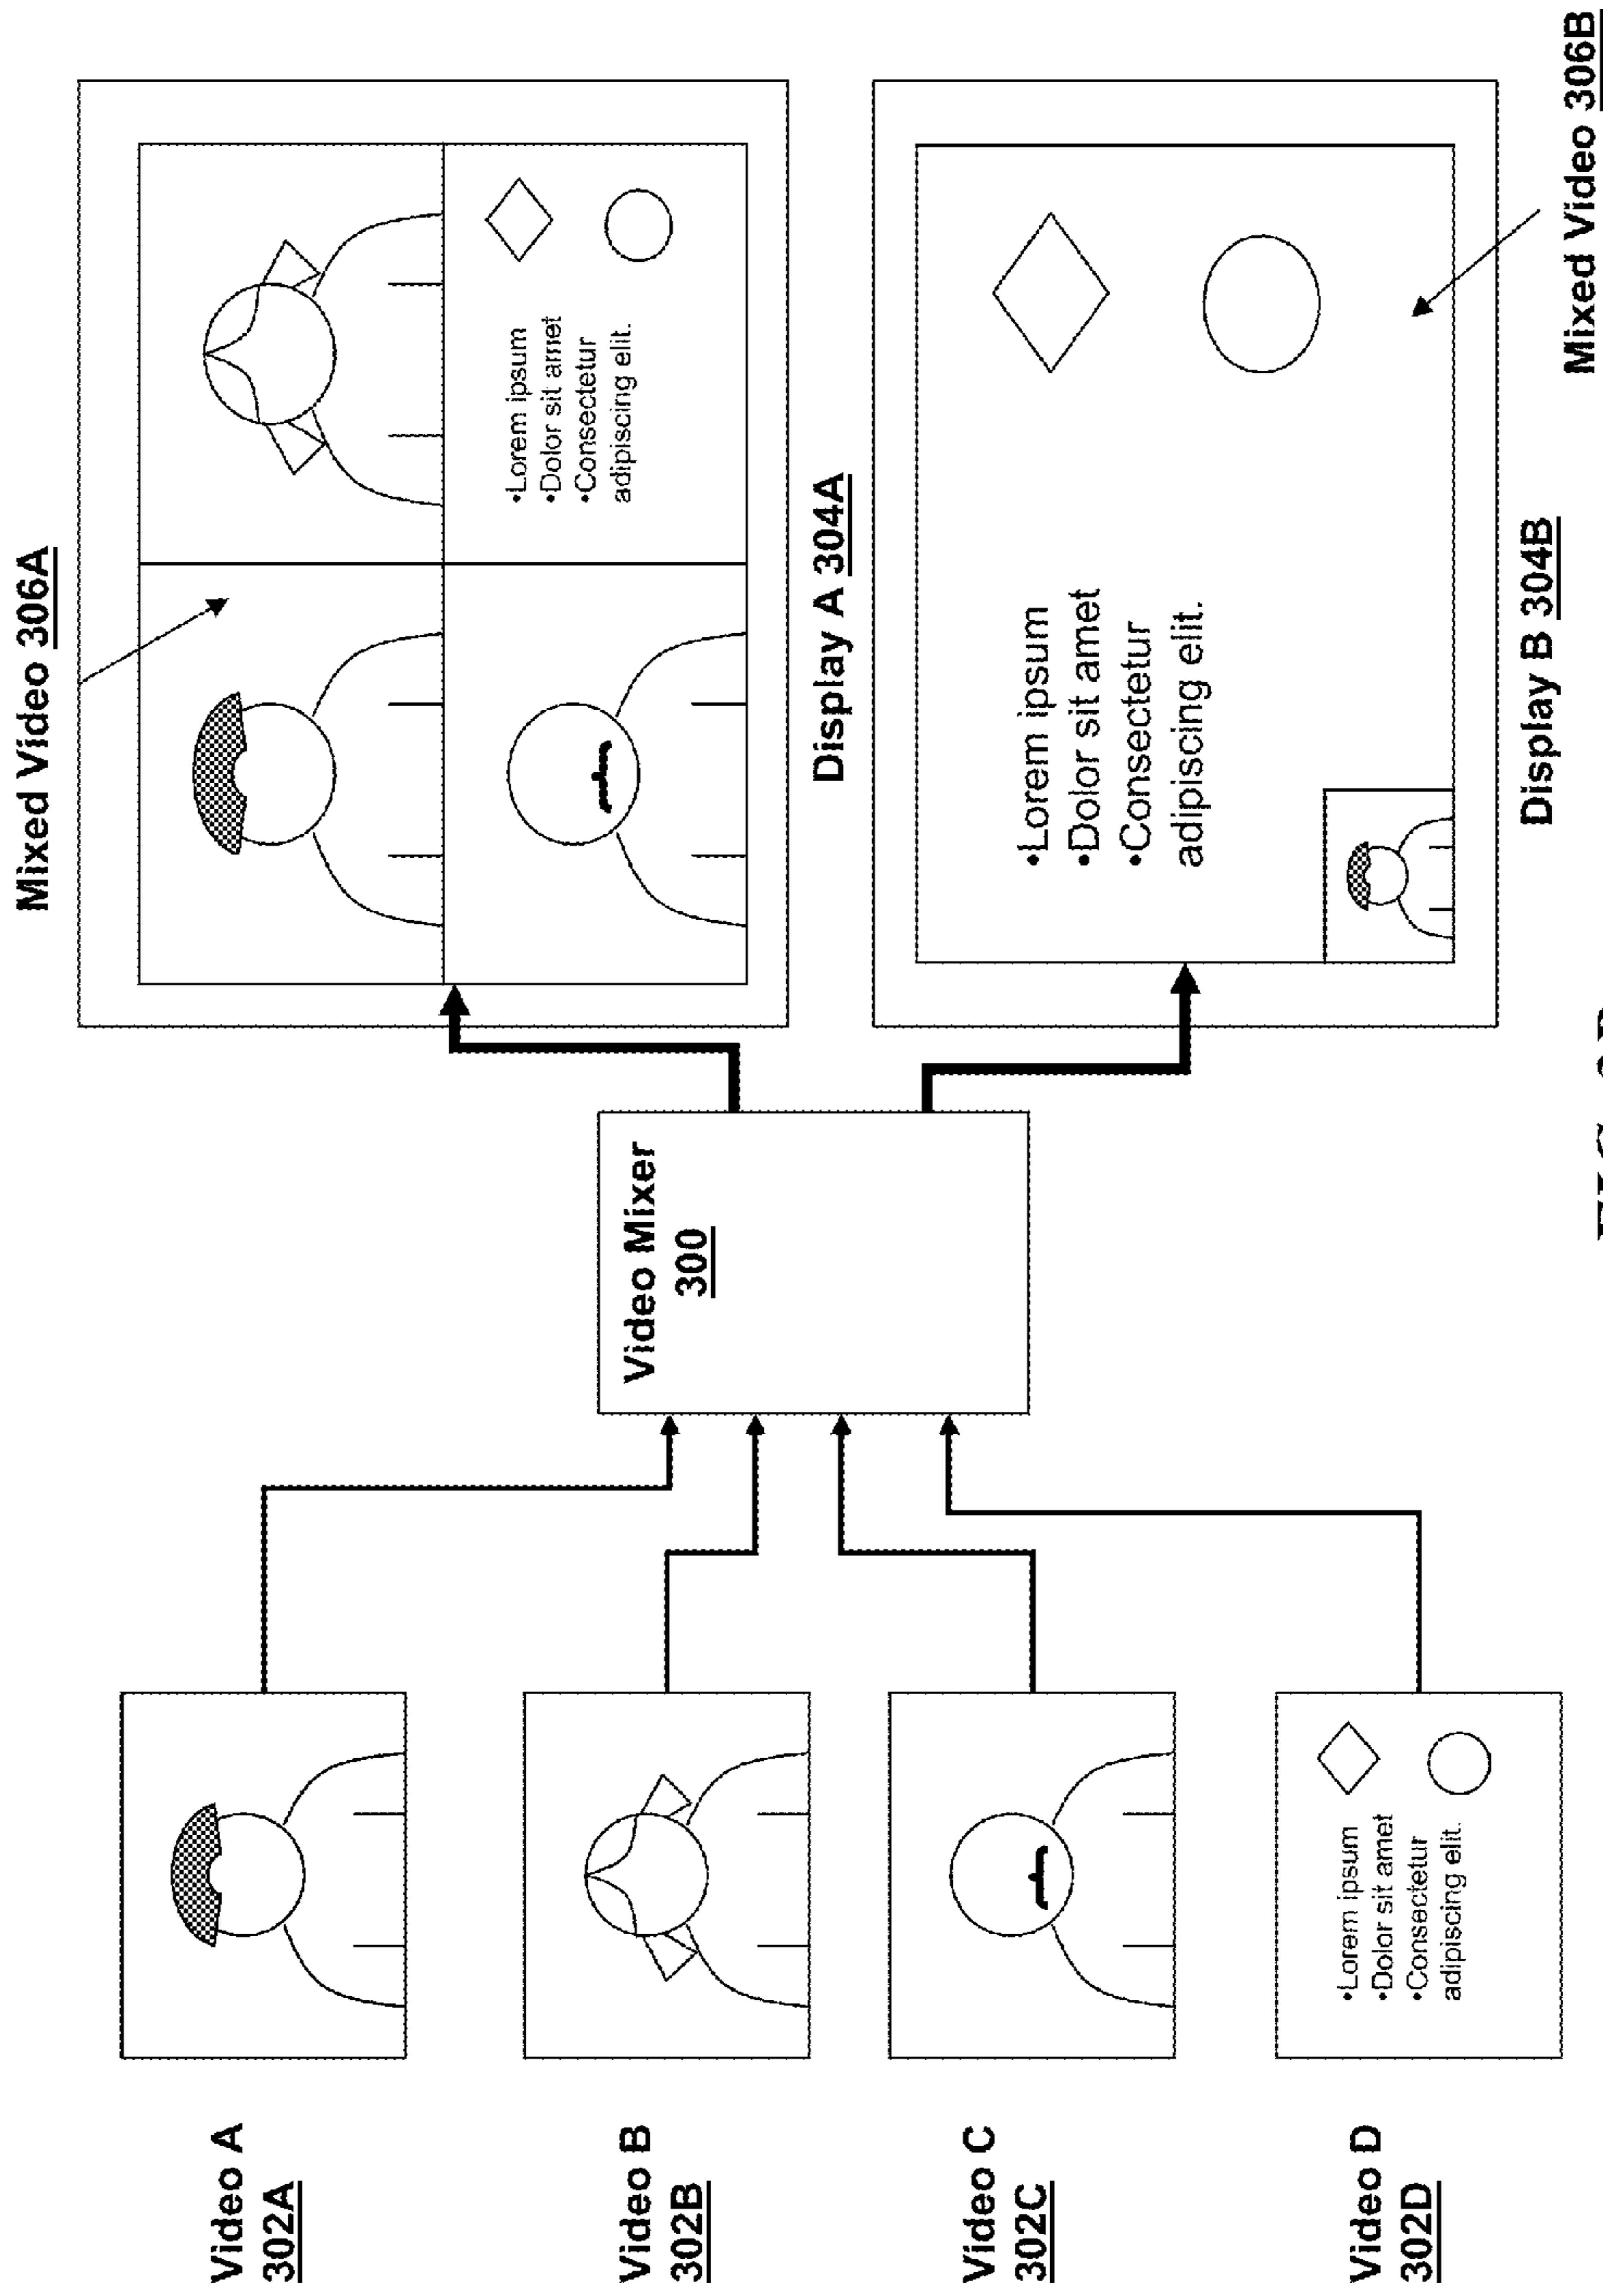 Video A
302A
Video B
302B
Video C
302C
Video D
302D
•Lorem ipsum
•Dolor sit amet
•Consectetur
adipiscing elit.
Video Mixer
300
Mixed Video 306A
•Lorem ipsum
•Dolor sit amet
•Consectetur
adipiscing elit.
Display A 304A
•Lorem ipsum
•Dolor sit amet
•Consectetur
adipiscing elit.
Display B 304B
Mixed Video 306B